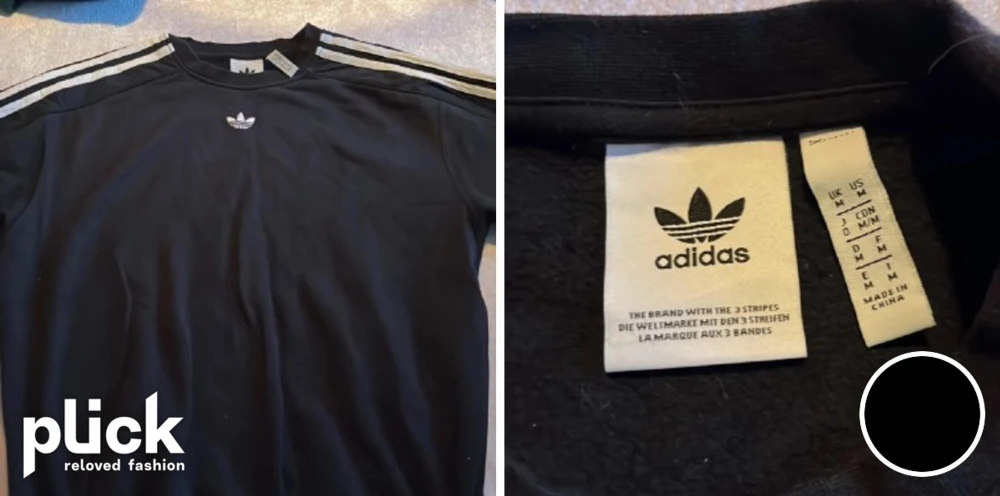 plick
reloved fashion
adidas
THE BRAND WITH THE 3 STRIPES
DIE WELTMARKE MIT DEN 3 STREIFEN
LA MARQUE AUX 3 BANDES
UK US
M M
J CDN
O M/M
D F
M M
E I
M M
MADE IN
CHINA